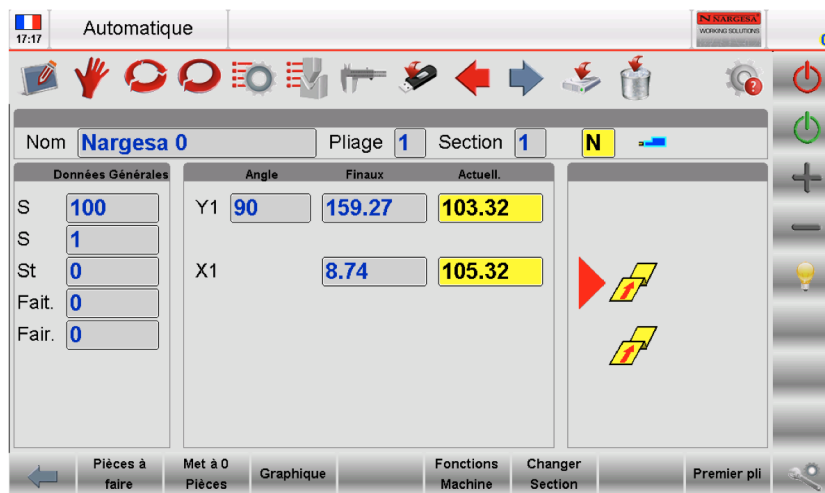 17:17
Automatique
N NARGESA
WORKING SOLUTIONS
Nom Nargesa 0 Pliage 1 Section 1 N
Données Générales Angle Finaux Actuell.
S 100 Y1 90 159.27 103.32
S 1
St 0 X1 8.74 105.32
Fait. 0
Fair. 0
Pièces à
faire
Met à 0
Pièces
Graphique
Fonctions
Machine
Changer
Section
Premier pli